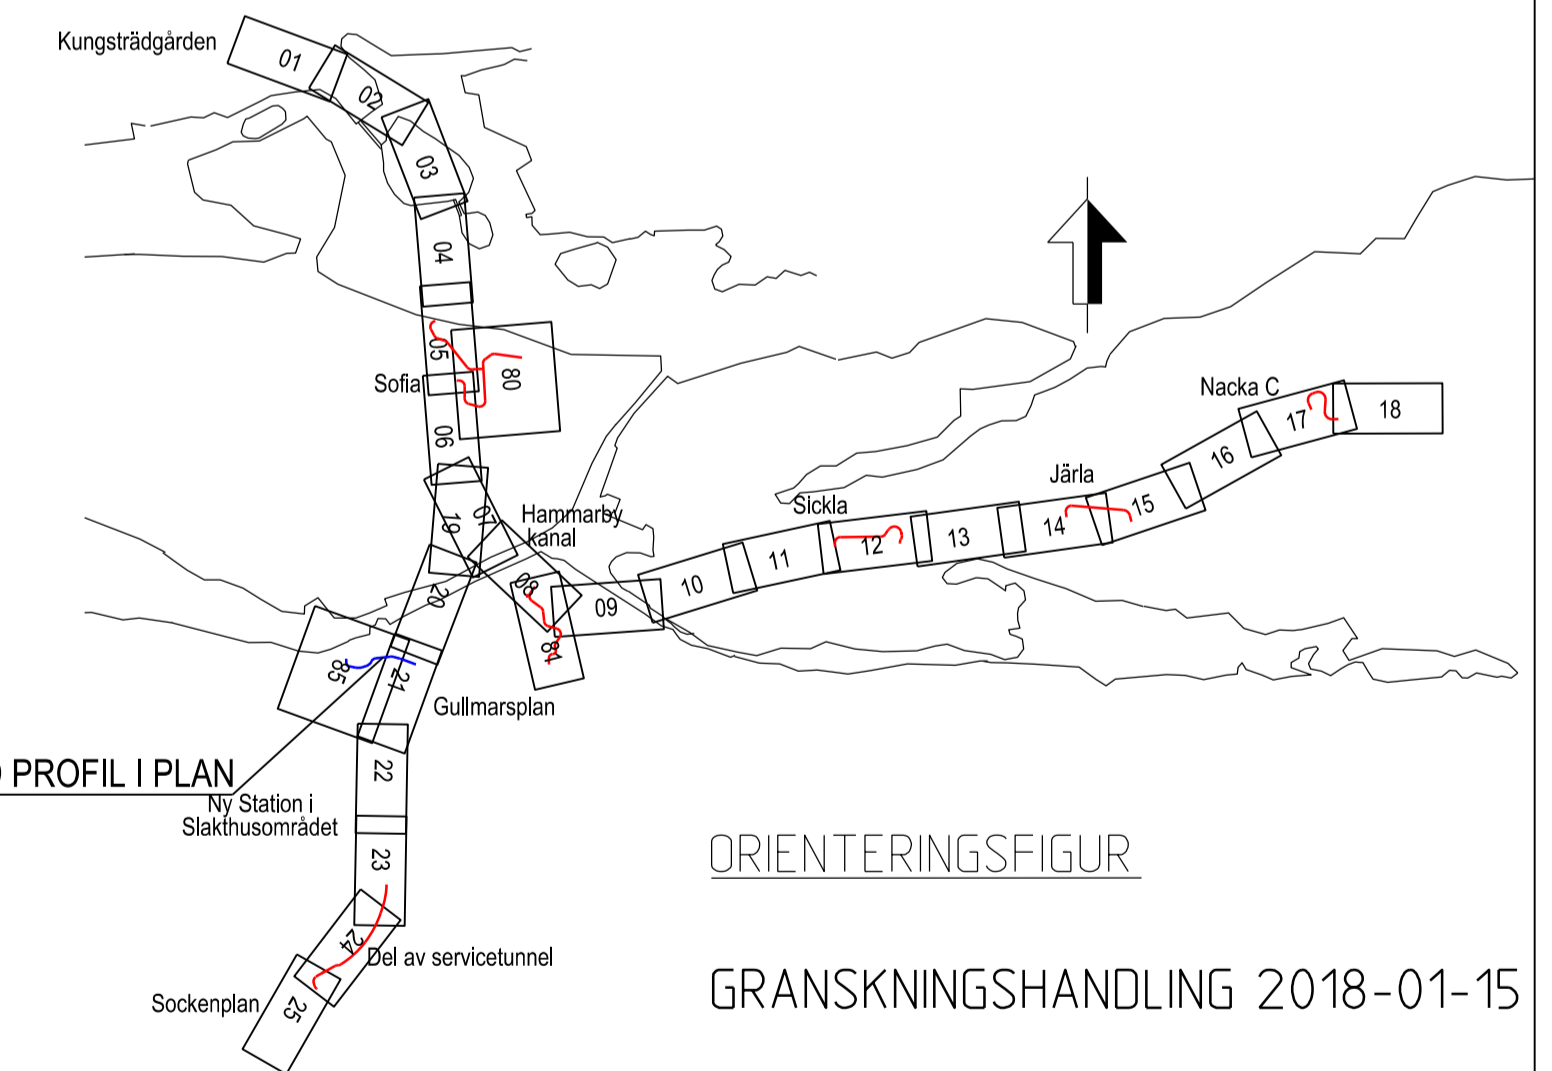 Kungsträdgården
01
02
03
04
05
80
Sofia
06
19
07
Hammarby
kanal
08
09
81
10
11
Sickla
12
13
Järla
14
15
16
Nacka C
17
18
20
85
21
Gullmarsplan
PROFIL I PLAN
22
Ny Station i
Slakthusområdet
23
24
Del av servicetunnel
Sockenplan
25
ORIENTERINGSFIGUR
GRANSKNINGSHANDLING 2018-01-15